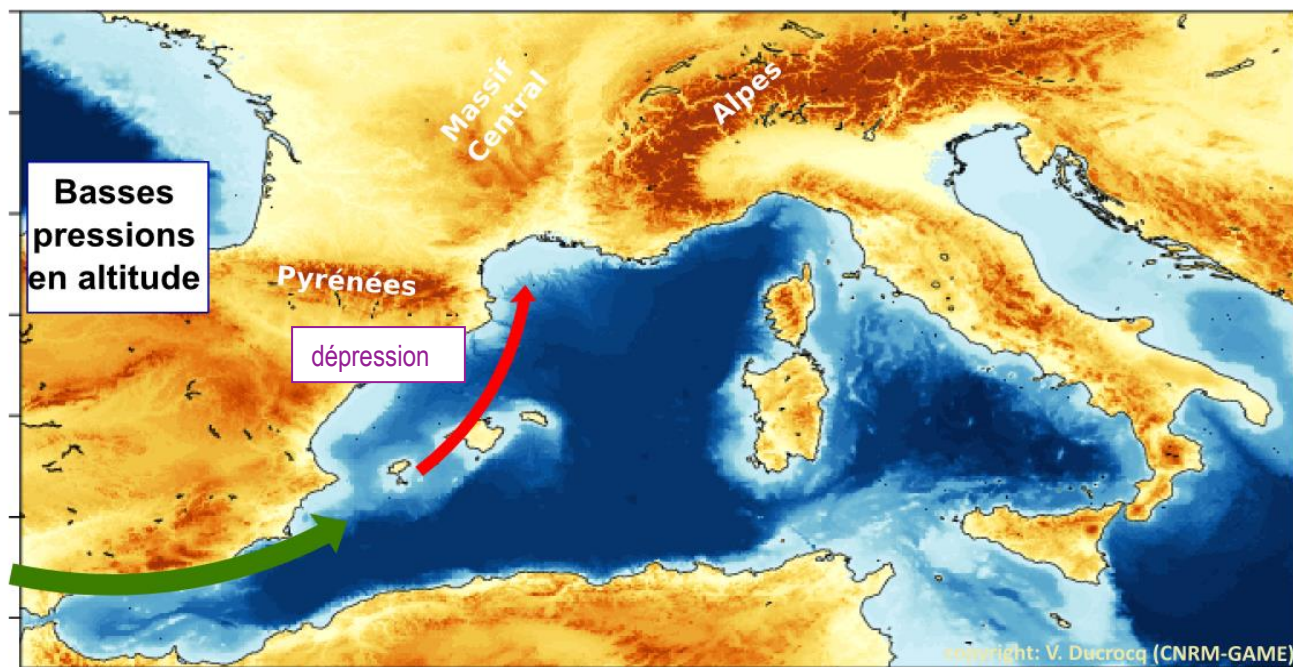 Massif
Central
Alpes
Basses
pressions
en altitude
Pyrénées
dépression
copyright: V. Ducrocq (CNRM-GAME)